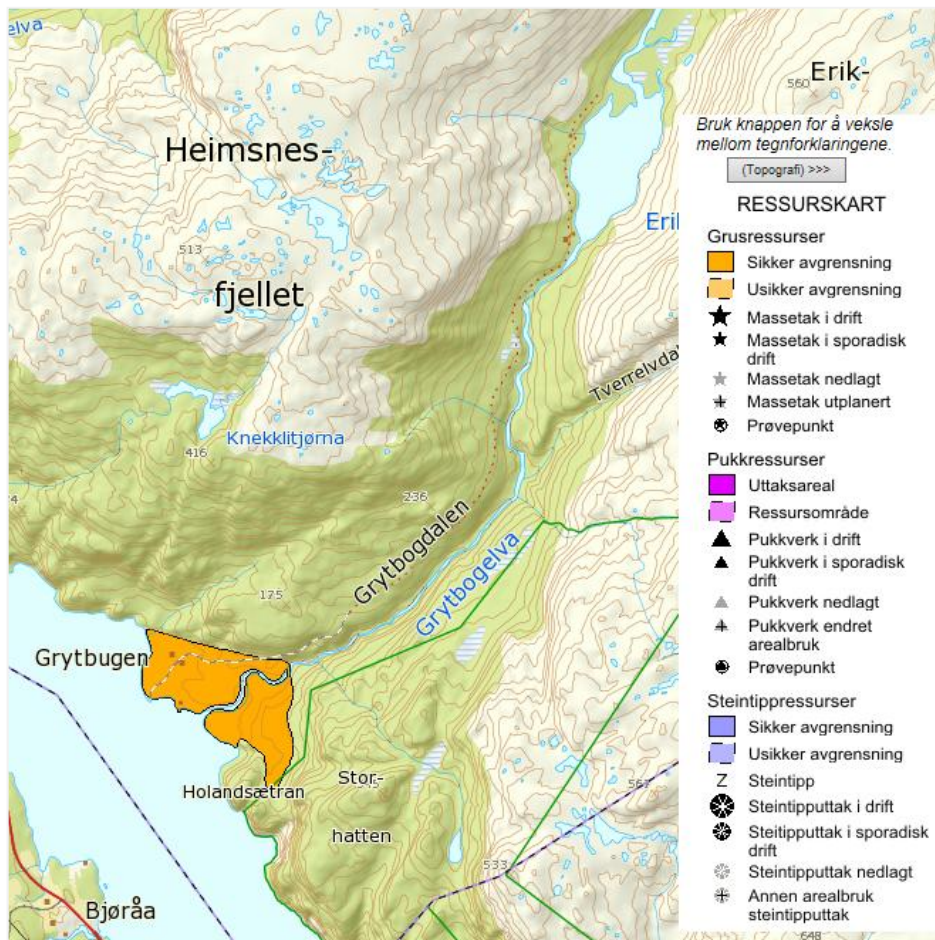 elva
560
Erik-
Heimsnes-
513
fjellet
Eri
Tverrelvdal
Knekklitjørna
416
74
236
Grytbogdalen
Grytbogelva
175
Grytbugen
Stor-
Holandsætran
hatten
533
Bjøråa
648
Bruk knappen for å veksle
mellom tegnforklaringene.
(Topografi) >>>
RESSURSKART
Grusressurser
Sikker avgrensning
Usikker avgrensning
Massetak i drift
Massetak i sporadisk
drift
Massetak nedlagt
Massetak utplanert
Prøvepunkt
Pukkressurser
Uttaksareal
Ressursområde
Pukkverk i drift
Pukkverk i sporadisk
drift
Pukkverk nedlagt
Pukkverk endret
arealbruk
Prøvepunkt
Steintippressurser
Sikker avgrensning
Usikker avgrensning
Z Steintipp
Steintipputtak i drift
Steitipputtak i sporadisk
drift
Steintipputtak nedlagt
Annen arealbruk
steintipputtak